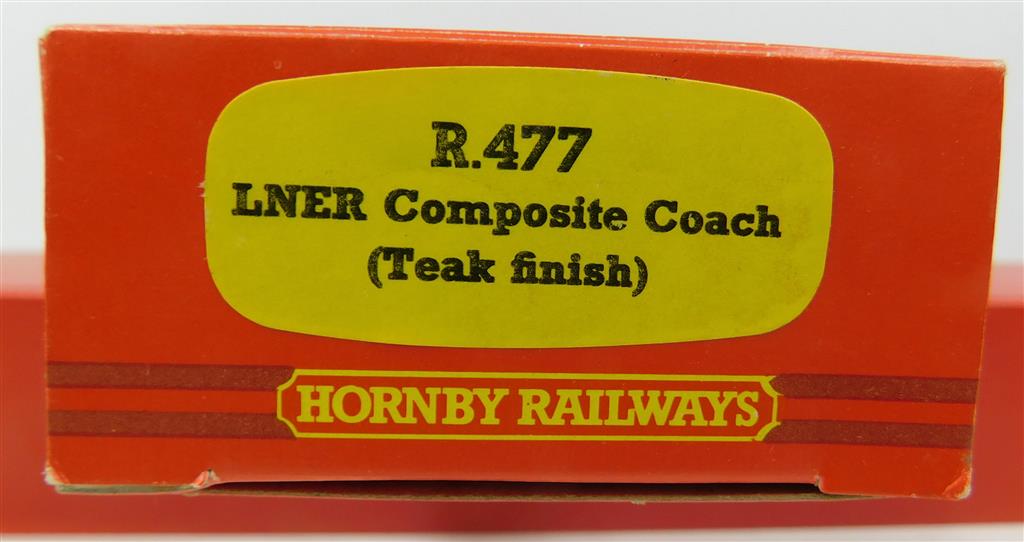 R.477
LNER Composite Coach
(Teak finish)
HORNBY RAILWAYS